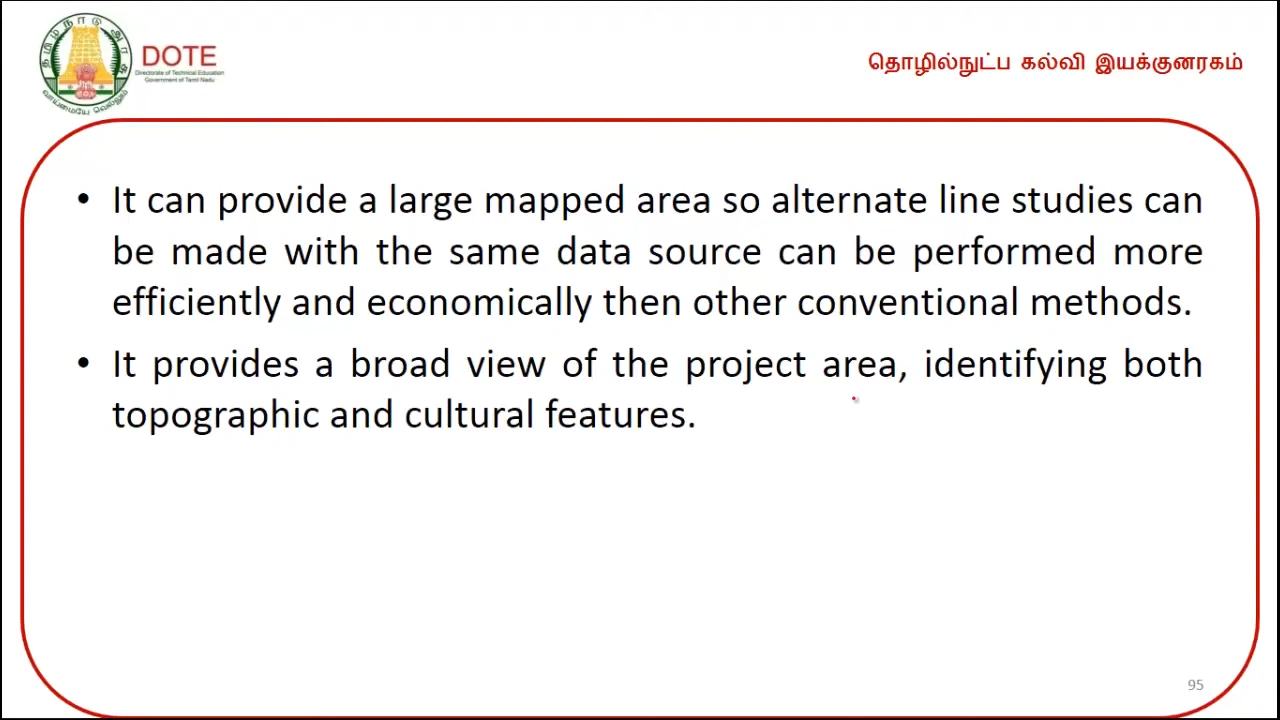 தமிழ்நாடு அரசு
வாய்மையே வெல்லும்
DOTE
Directorate of Technical Education
Government of Tamil Nadu
தொழில்நுட்ப கல்வி இயக்குனரகம்
• It can provide a large mapped area so alternate line studies can
be made with the same data source can be performed more
efficiently and economically then other conventional methods.
• It provides a broad view of the project area, identifying both
topographic and cultural features.
95